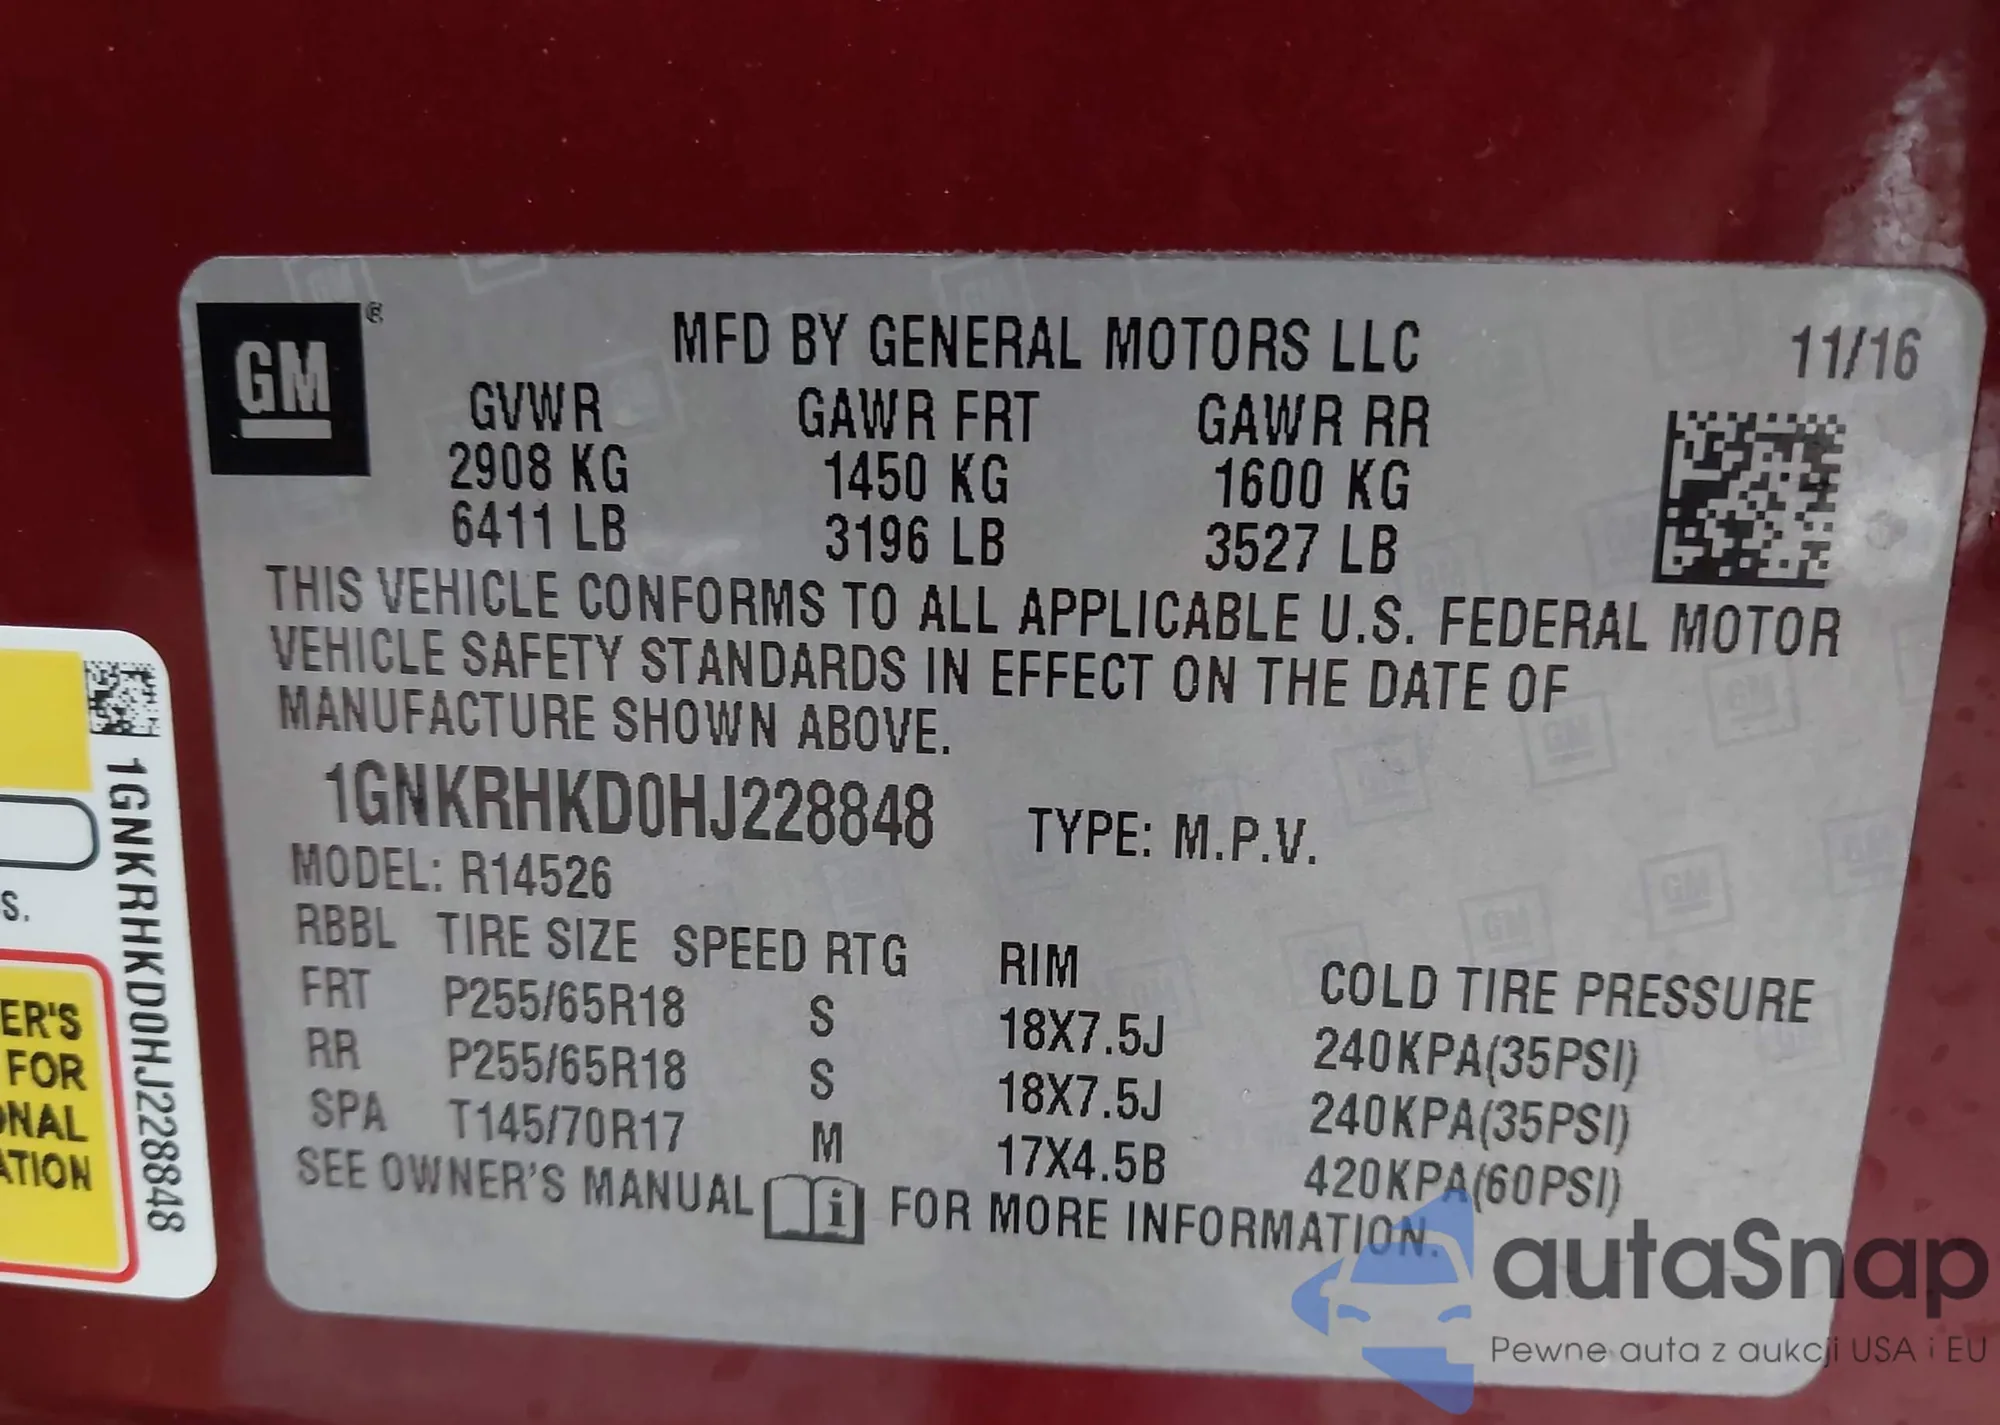 GM ®
MFD BY GENERAL MOTORS LLC 11/16
GVWR GAWR FRT GAWR RR
2908 KG 1450 KG 1600 KG
6411 LB 3196 LB 3527 LB
THIS VEHICLE CONFORMS TO ALL APPLICABLE U.S. FEDERAL MOTOR
VEHICLE SAFETY STANDARDS IN EFFECT ON THE DATE OF
MANUFACTURE SHOWN ABOVE.
1GNKRHKD0HJ228848 TYPE: M.P.V.
MODEL: R14526
RBBL TIRE SIZE SPEED RTG RIM COLD TIRE PRESSURE
FRT P255/65R18 S 18X7.5J 240KPA(35PSI)
RR P255/65R18 S 18X7.5J 240KPA(35PSI)
SPA T145/70R17 M 17X4.5B 420KPA(60PSI)
SEE OWNER'S MANUAL i FOR MORE INFORMATION.
1GNKRHKD0HJ228848
S.
ER'S
FOR
ONAL
ATION
autaSnap
Pewne auta z aukcji USA i EU